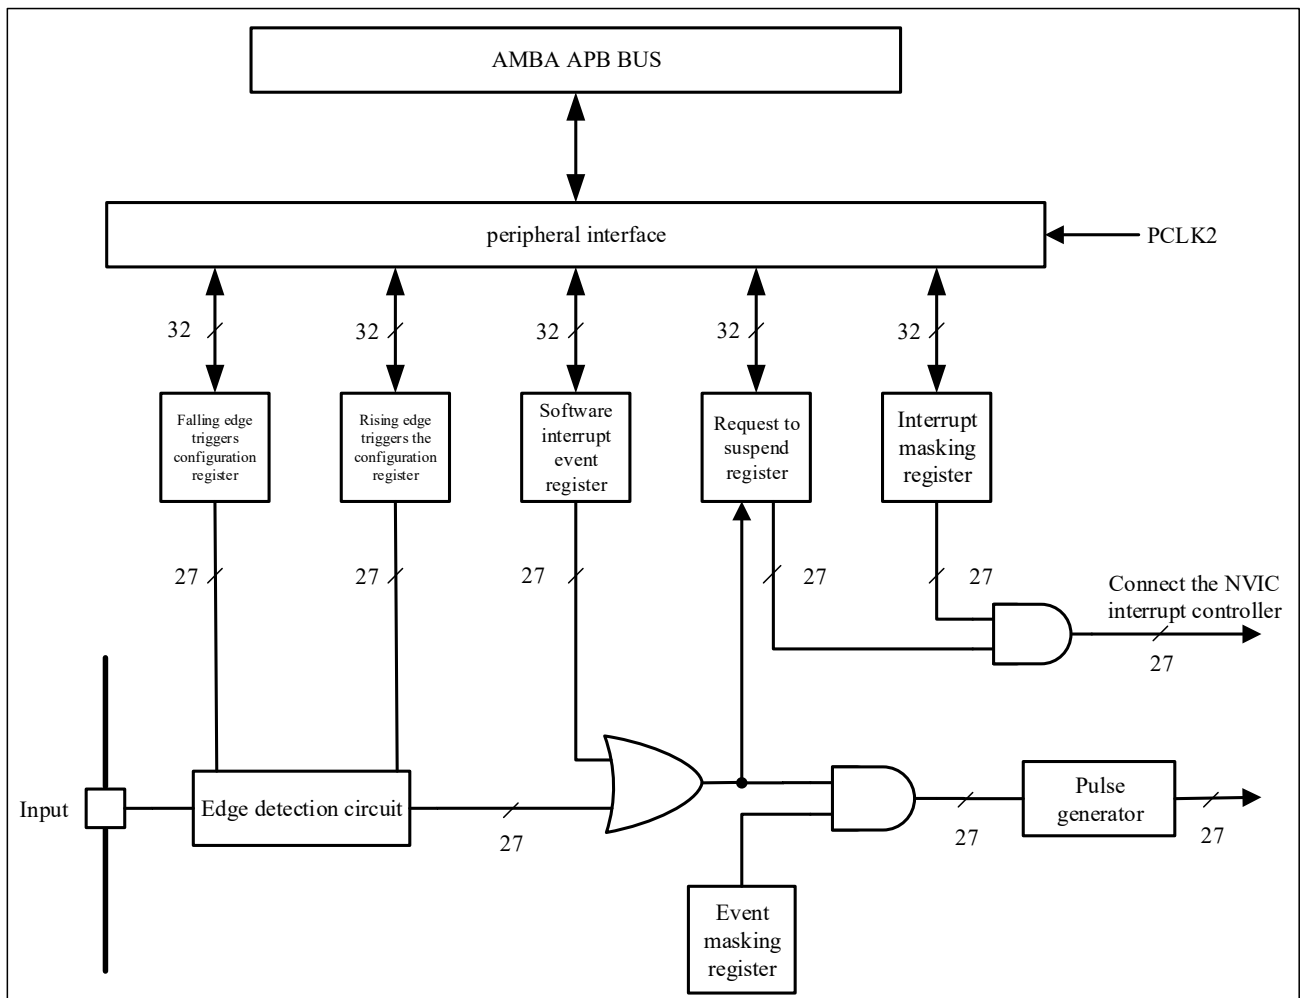 AMBA APB BUS
peripheral interface
PCLK2
32
32
32
32
32
Falling edge
triggers
configuration
register
Rising edge
triggers the
configuration
register
Software
interrupt
event
register
Request to
suspend
register
Interrupt
masking
register
27
27
27
27
27
Connect the NVIC
interrupt controller
27
Input
Edge detection circuit
27
27
Pulse
generator
27
Event
masking
register